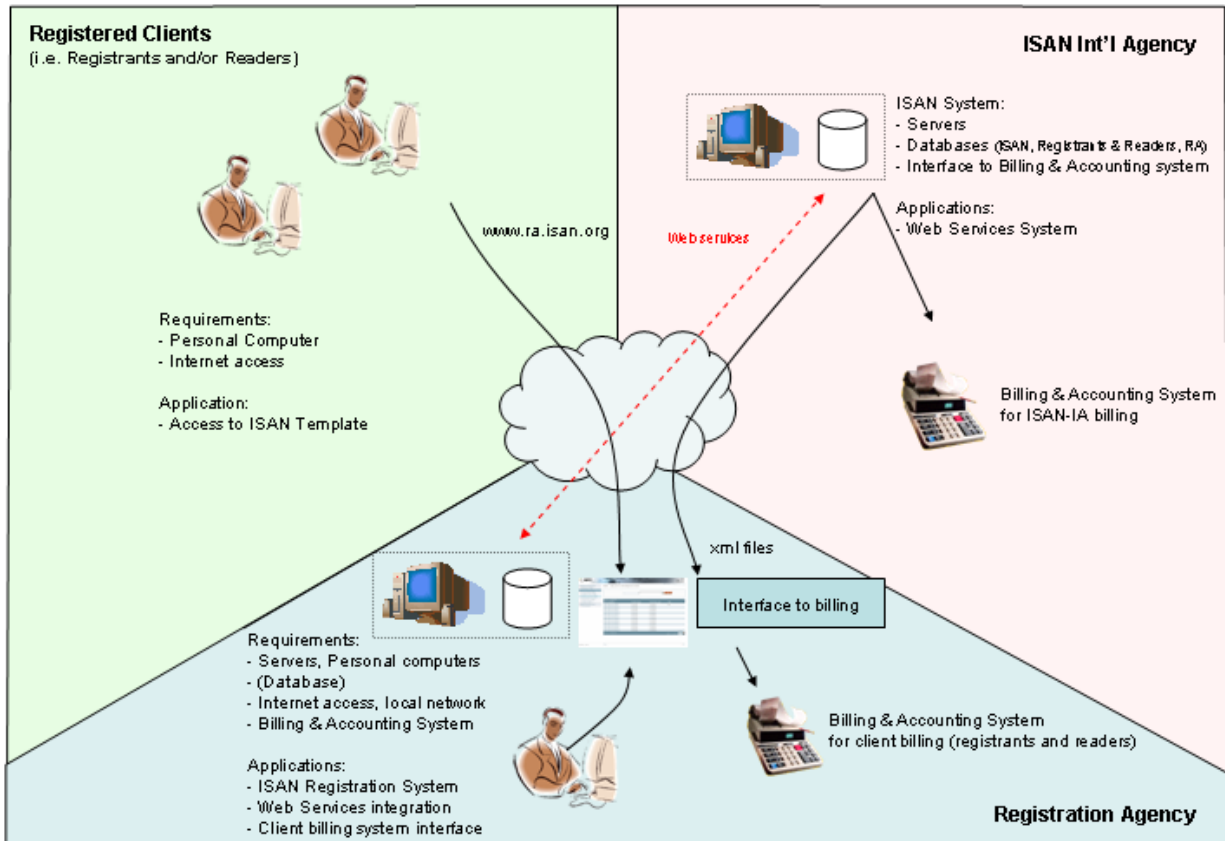 Registered Clients
(i.e. Registrants and/or Readers)
ISAN Int'l Agency
ISAN System:
- Servers
- Databases (ISAN, Registrants & Readers, RA)
- Interface to Billing & Accounting system
Applications:
- Web Services System
www.ra.isan.org
Web services
Requirements:
- Personal Computer
- Internet access
Application:
- Access to ISAN Template
Billing & Accounting System
for ISAN-IA billing
xml files
Interface to billing
Requirements:
- Servers, Personal computers
- (Database)
- Internet access, local network
- Billing & Accounting System
Applications:
- ISAN Registration System
- Web Services integration
- Client billing system interface
Billing & Accounting System
for client billing (registrants and readers)
Registration Agency